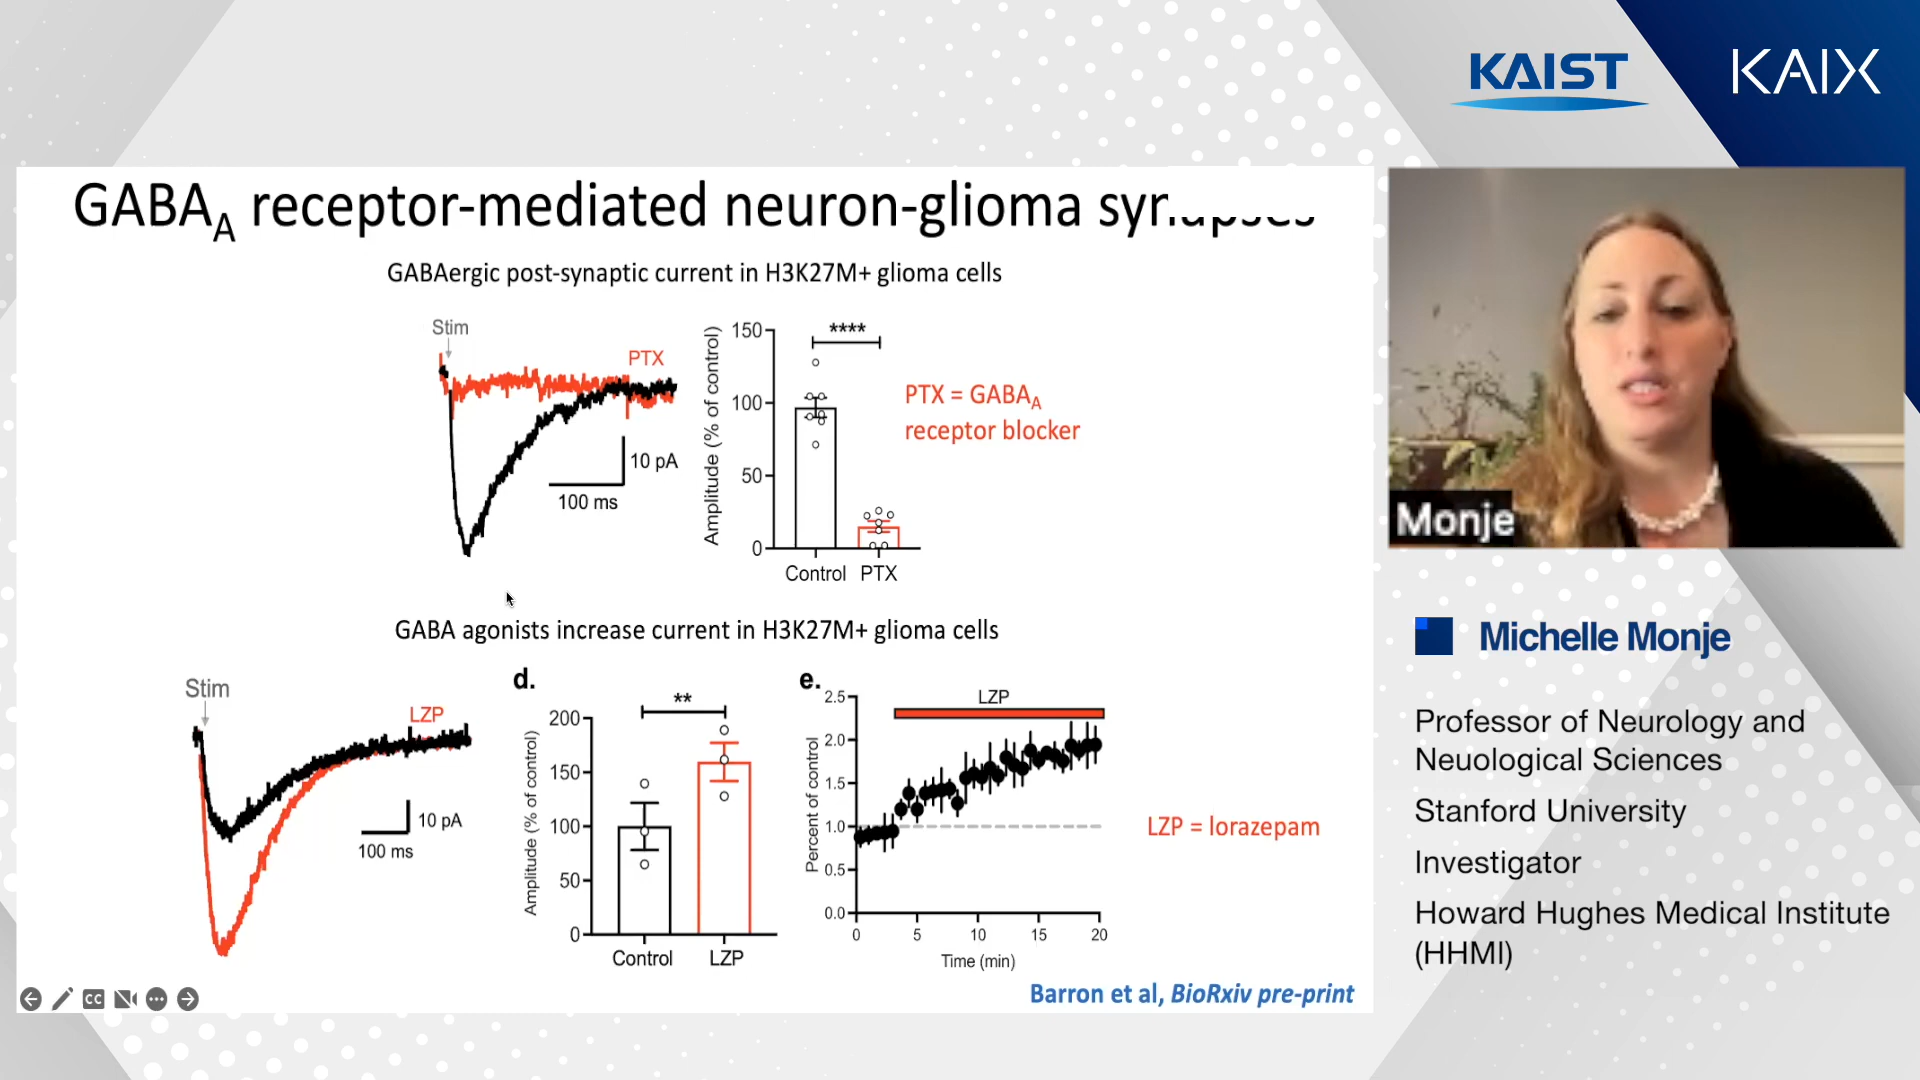 KAIST
KAIX
GABAA receptor-mediated neuron-glioma synapses
GABAergic post-synaptic current in H3K27M+ glioma cells
Stim
PTX
10 pA
100 ms
Amplitude (% of control)
150
100
50
0
****
Control
PTX
PTX = GABAA
receptor blocker
GABA agonists increase current in H3K27M+ glioma cells
Stim
LZP
10 pA
100 ms
d.
Amplitude (% of control)
200
150
100
50
0
**
Control
LZP
e.
Percent of control
2.5
2.0
1.5
1.0
0.5
0.0
LZP
0
5
10
15
20
Time (min)
LZP = lorazepam
Barron et al, BioRxiv pre-print
CC
Monje
Michelle Monje
Professor of Neurology and
Neuological Sciences
Stanford University
Investigator
Howard Hughes Medical Institute
(HHMI)